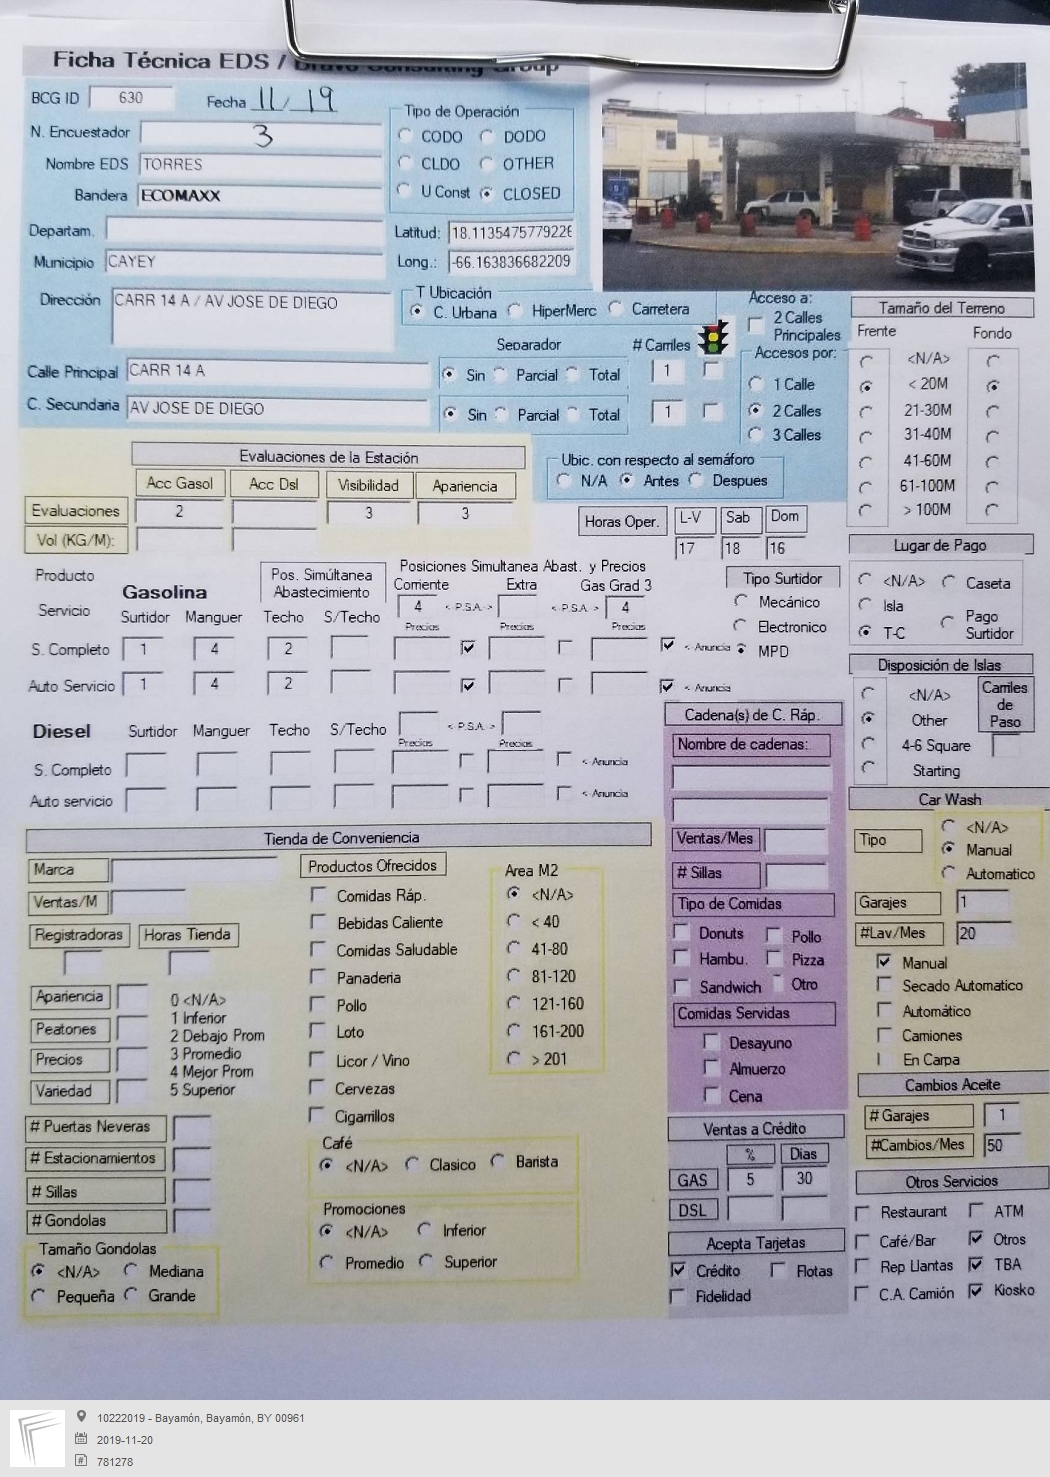 Ficha Técnica EDS / Bravo Consulting Group
BCG ID 630 Fecha 11/ 19
N. Encuestador 3
Nombre EDS TORRES
Bandera ECOMAXX
Departam.
Municipio CAYEY
Dirección CARR 14 A / AV JOSE DE DIEGO
Calle Principal CARR 14 A
C. Secundaria AV JOSE DE DIEGO
Tipo de Operación
CODO DODO
CLDO OTHER
U Const CLOSED
Latitud: 18.1135475779226
Long.: -66.163836682209
T Ubicación
C. Urbana HiperMerc Carretera
Separador # Carriles
Sin Parcial Total 1
Sin Parcial Total 1
Acceso a:
2 Calles
Principales
Accesos por:
1 Calle
2 Calles
3 Calles
Ubic. con respecto al semáforo
N/A Antes Despues
Tamaño del Terreno
Frente Fondo
<N/A>
< 20M
21-30M
31-40M
41-60M
61-100M
> 100M
Evaluaciones de la Estación
Acc Gasol Acc Dsl Visibilidad Apariencia
Evaluaciones 2 3 3
Vol (KG/M):
Horas Oper. L-V Sab Dom
17 18 16
Lugar de Pago
<N/A> Caseta
Isla
T-C Pago
Surtidor
Producto
Servicio
Gasolina
Pos. Simúltanea
Abastecimiento
Posiciones Simultanea Abast. y Precios
Corriente Extra Gas Grad 3
4 <-P.S.A.-> <-P.S.A.-> 4
Surtidor Manguer Techo S/Techo Precios Precios Precios
S. Completo 1 4 2 <- Anuncia
Auto Servicio 1 4 2 <- Anuncia
Tipo Surtidor
Mecánico
Electronico
MPD
Disposición de Islas
<N/A>
Other
4-6 Square
Starting
Carriles
de
Paso
Diesel Surtidor Manguer Techo S/Techo <-P.S.A.->
Precios Precios
S. Completo <- Anuncia
Auto servicio <- Anuncia
Cadena(s) de C. Ráp.
Nombre de cadenas:
Ventas/Mes
# Sillas
Tipo de Comidas
Donuts Pollo
Hambu. Pizza
Sandwich Otro
Comidas Servidas
Desayuno
Almuerzo
Cena
Car Wash
Tipo
<N/A>
Manual
Automatico
Garajes 1
#Lav/Mes 20
Manual
Secado Automatico
Automático
Camiones
En Carpa
Cambios Aceite
# Garajes 1
#Cambios/Mes 50
Tienda de Conveniencia
Marca
Ventas/M
Registradoras Horas Tienda
Apariencia
Peatones
Precios
Variedad
0 <N/A>
1 Inferior
2 Debajo Prom
3 Promedio
4 Mejor Prom
5 Superior
# Puertas Neveras
# Estacionamientos
# Sillas
# Gondolas
Tamaño Gondolas
<N/A> Mediana
Pequeña Grande
Productos Ofrecidos
Comidas Ráp.
Bebidas Caliente
Comidas Saludable
Panaderia
Pollo
Loto
Licor / Vino
Cervezas
Cigarrillos
Area M2
<N/A>
< 40
41-80
81-120
121-160
161-200
> 201
Café
<N/A> Clasico Barista
Promociones
<N/A> Inferior
Promedio Superior
Ventas a Crédito
% Dias
GAS 5 30
DSL
Acepta Tarjetas
Crédito Flotas
Fidelidad
Otros Servicios
Restaurant ATM
Café/Bar Otros
Rep Llantas TBA
C.A. Camión Kiosko
10222019 - Bayamón, Bayamón, BY 00961
2019-11-20
781278